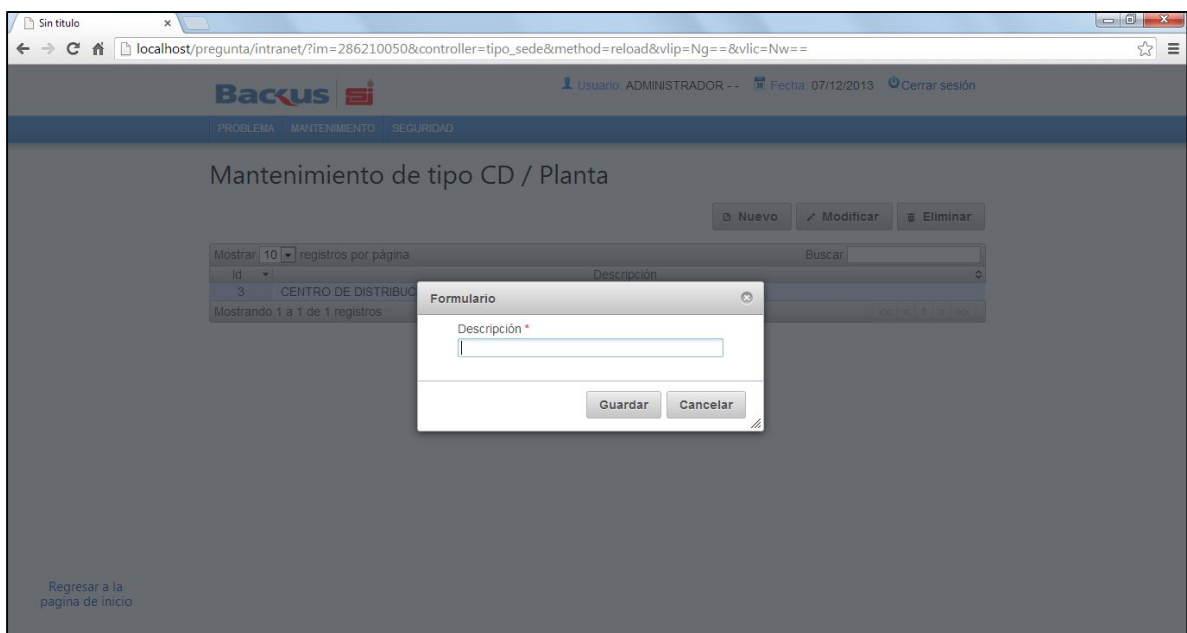 Sin titulo
localhost/pregunta/intranet/?im=286210050&controller=tipo_sede&method=reload&vlip=Ng==&vlic=Nw==
Backus SI Usuario: ADMINISTRADOR - - Fecha: 07/12/2013 Cerrar sesión
PROBLEMA MANTENIMIENTO SEGURIDAD
Mantenimiento de tipo CD / Planta
Nuevo Modificar Eliminar
Mostrar 10 registros por página Buscar
Id Descripción
3 CENTRO DE DISTRIBUC
Mostrando 1 a 1 de 1 registros << < 1 > >>
Formulario
Descripción *
Guardar Cancelar
Regresar a la
pagina de inicio